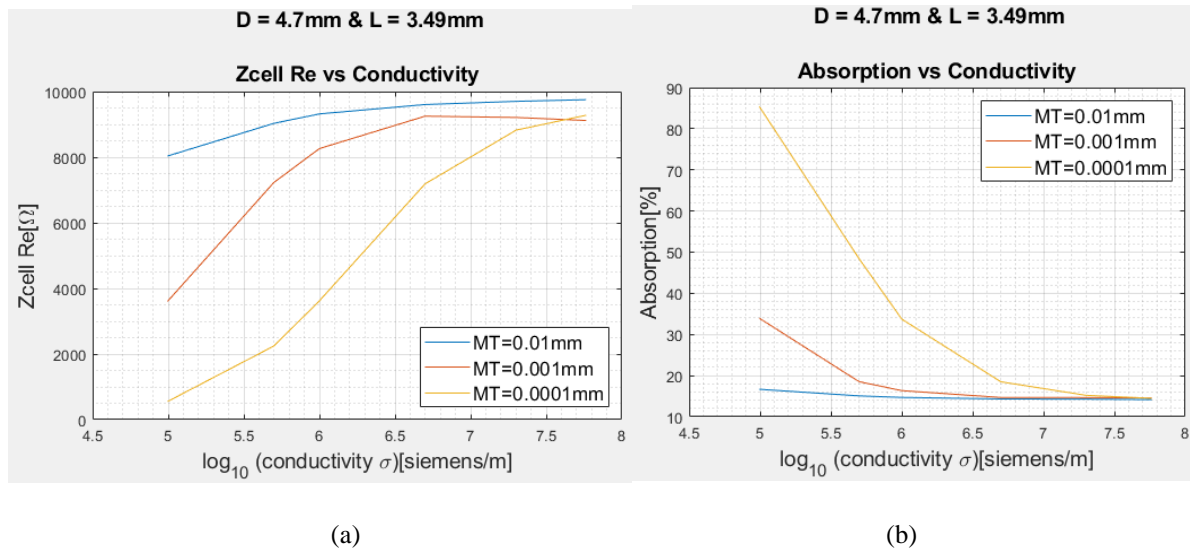 D = 4.7mm & L = 3.49mm
Zcell Re vs Conductivity
10000
8000
6000
4000
2000
0
Zcell Re[Ω]
MT=0.01mm
MT=0.001mm
MT=0.0001mm
4.5 5 5.5 6 6.5 7 7.5 8
log10 (conductivity σ)[siemens/m]
(a)
D = 4.7mm & L = 3.49mm
Absorption vs Conductivity
90
80
70
60
50
40
30
20
10
Absorption[%]
MT=0.01mm
MT=0.001mm
MT=0.0001mm
4.5 5 5.5 6 6.5 7 7.5 8
log10 (conductivity σ)[siemens/m]
(b)